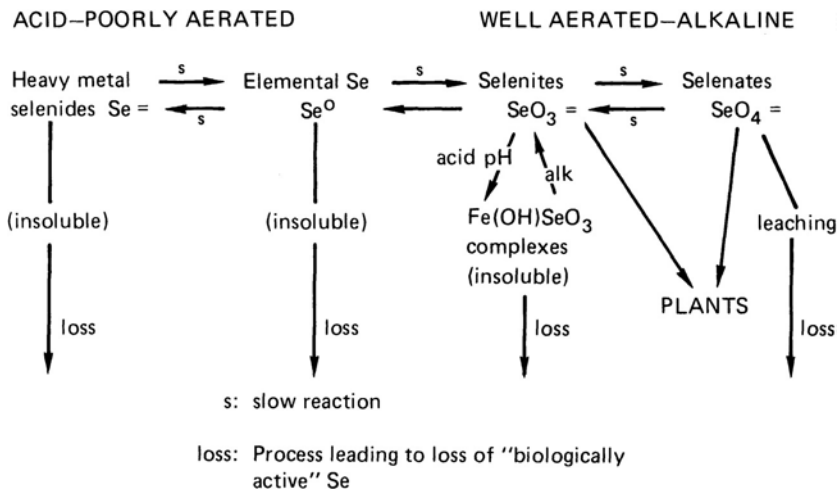 ACID–POORLY AERATED
WELL AERATED–ALKALINE
Heavy metal
selenides Se =
s
s
Elemental Se
Se⁰
s
Selenites
SeO₃ =
s
s
Selenates
SeO₄ =
acid pH
alk
(insoluble)
(insoluble)
Fe(OH)SeO₃
complexes
(insoluble)
leaching
PLANTS
loss
loss
loss
loss
s: slow reaction
loss: Process leading to loss of "biologically
active" Se